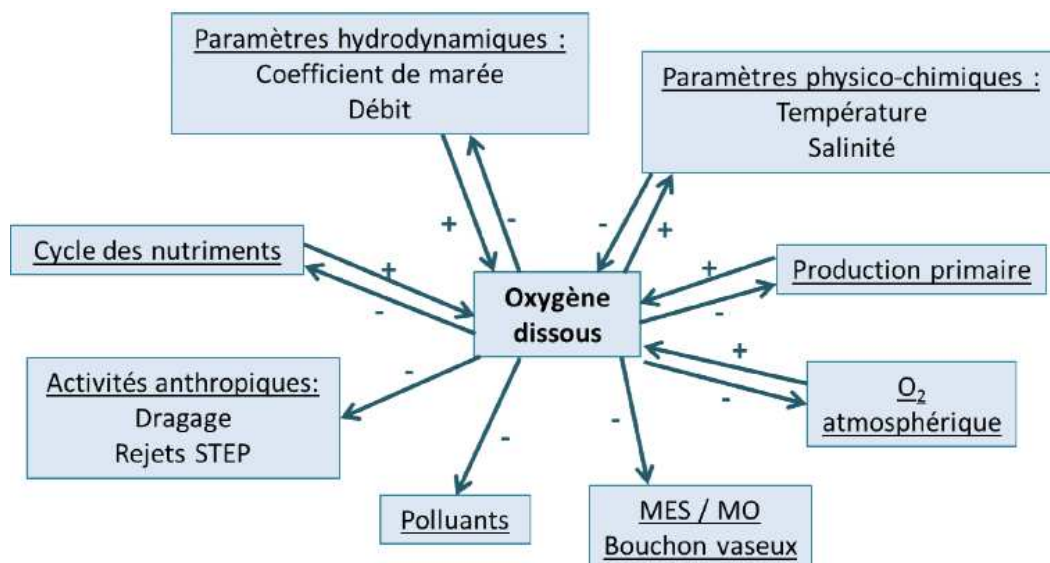 Paramètres hydrodynamiques :
Coefficient de marée
Débit
Paramètres physico-chimiques :
Température
Salinité
+
-
-
+
Cycle des nutriments
+
-
Oxygène
dissous
+
-
Production primaire
Activités anthropiques:
Dragage
Rejets STEP
-
-
-
+
-
O₂
atmosphérique
Polluants
MES / MO
Bouchon vaseux